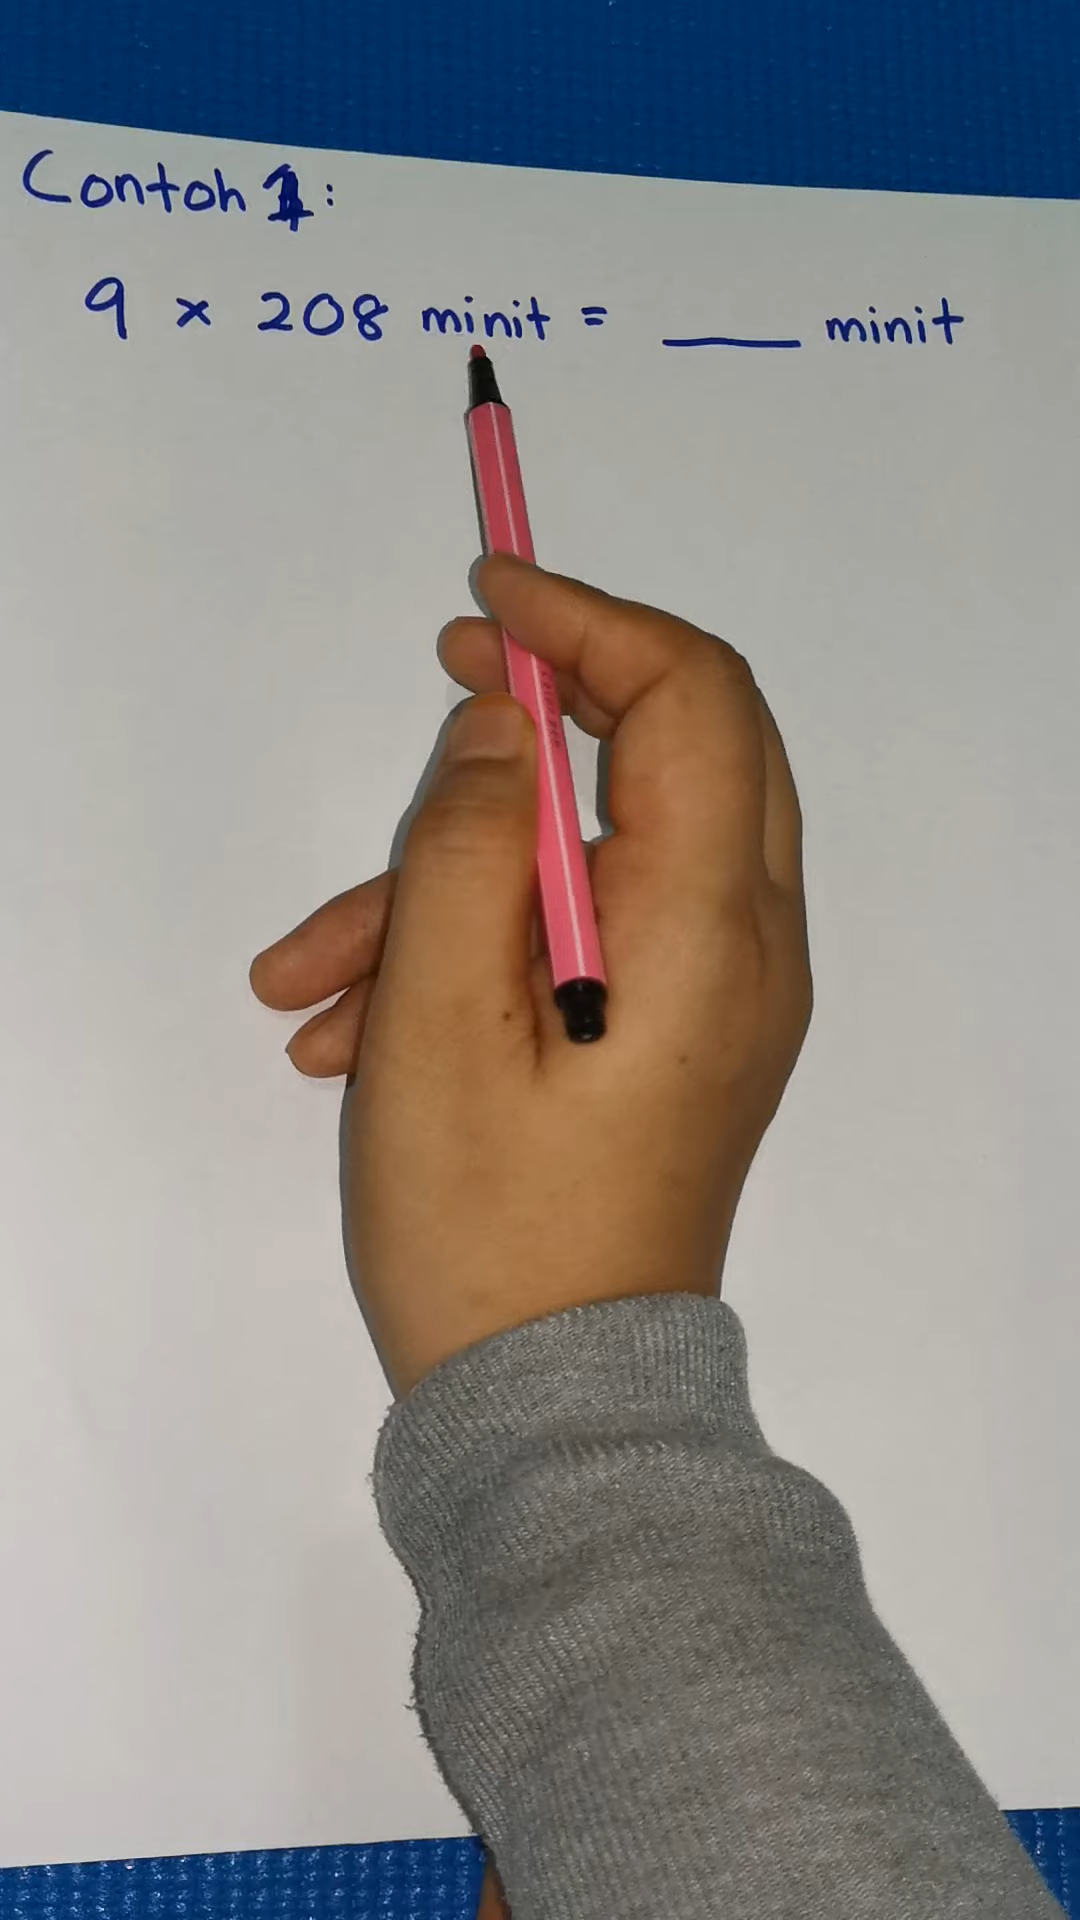 Contoh 1:
9 × 208 minit = ___ minit